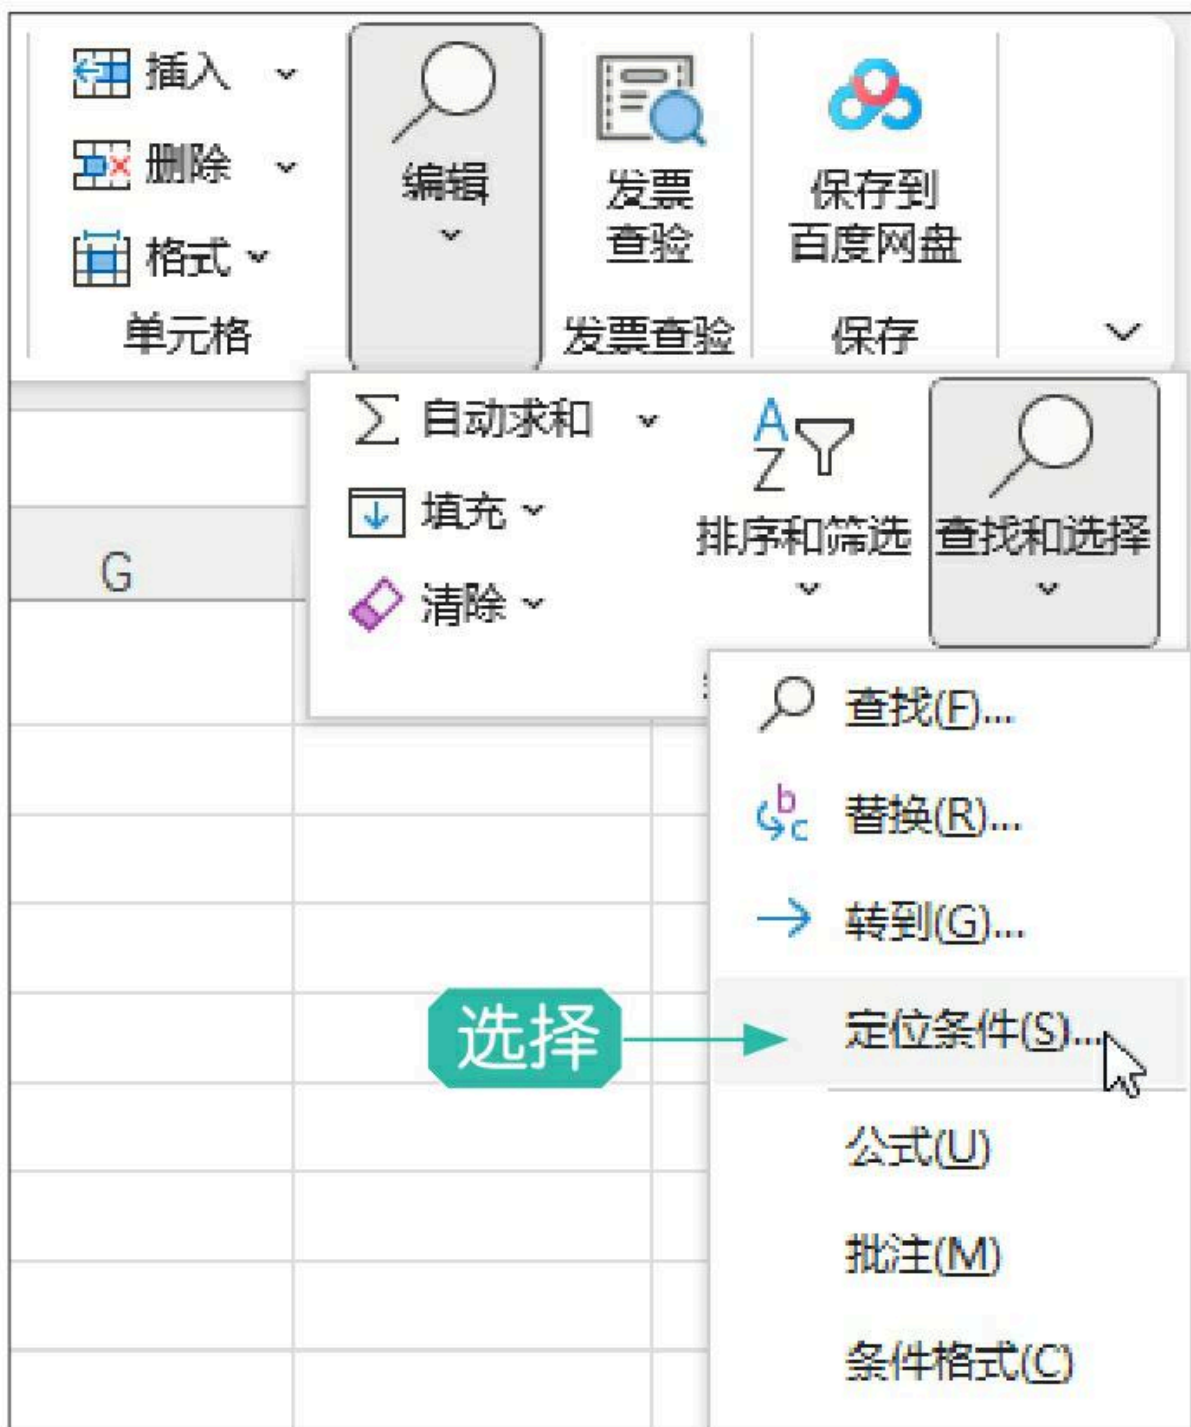 插入
删除
格式
单元格
编辑
发票
查验
发票查验
保存到
百度网盘
保存
自动求和
填充
清除
排序和筛选
查找和选择
G
查找(F)...
替换(R)...
转到(G)...
选择
定位条件(S)...
公式(U)
批注(M)
条件格式(C)